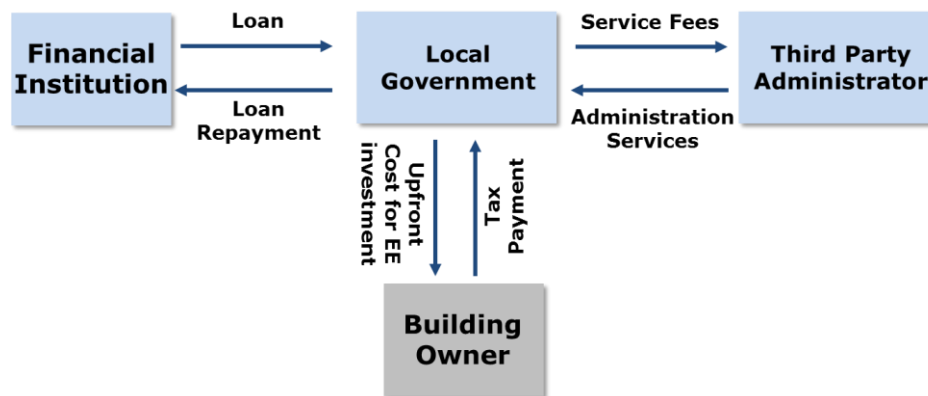 Loan
Financial
Institution
Loan
Repayment
Local
Government
Service Fees
Administration
Services
Third Party
Administrator
Upfront
Cost for EE
investment
Tax
Payment
Building
Owner